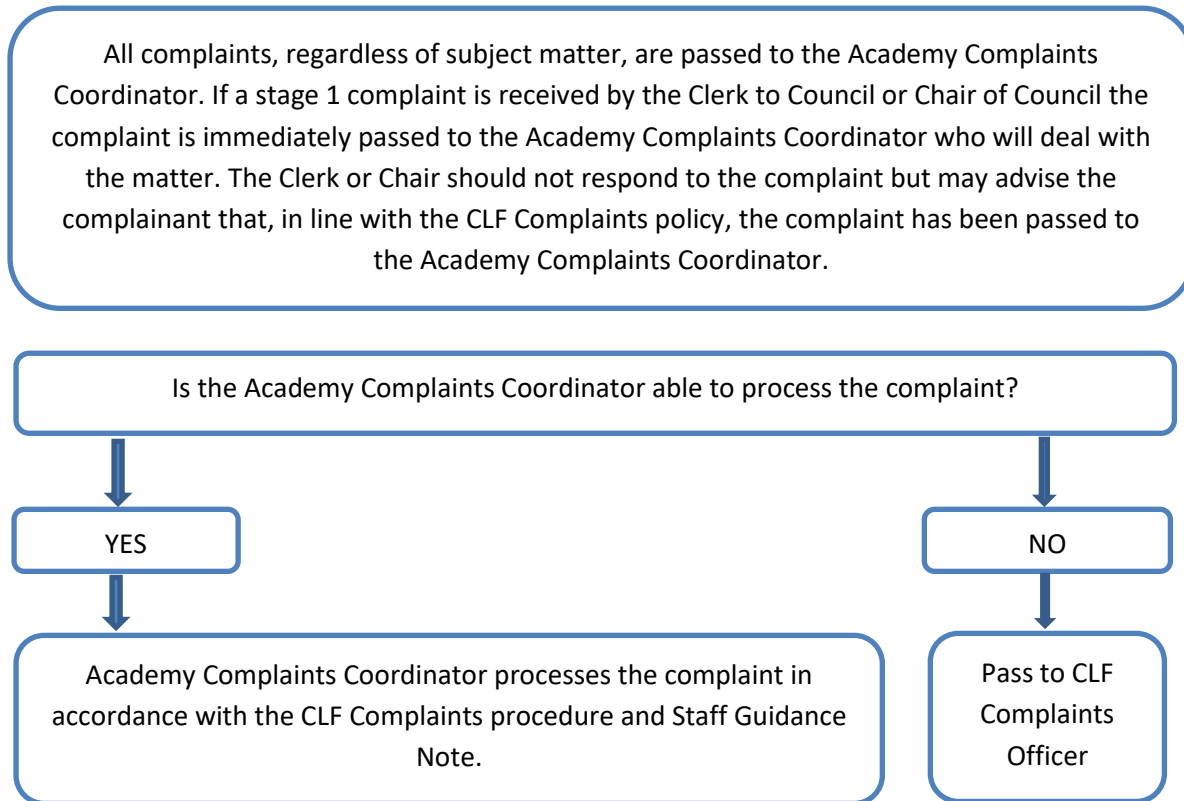 All complaints, regardless of subject matter, are passed to the Academy Complaints
Coordinator. If a stage 1 complaint is received by the Clerk to Council or Chair of Council the
complaint is immediately passed to the Academy Complaints Coordinator who will deal with
the matter. The Clerk or Chair should not respond to the complaint but may advise the
complainant that, in line with the CLF Complaints policy, the complaint has been passed to
the Academy Complaints Coordinator.
Is the Academy Complaints Coordinator able to process the complaint?
YES
NO
Academy Complaints Coordinator processes the complaint in
accordance with the CLF Complaints procedure and Staff Guidance
Note.
Pass to CLF
Complaints
Officer